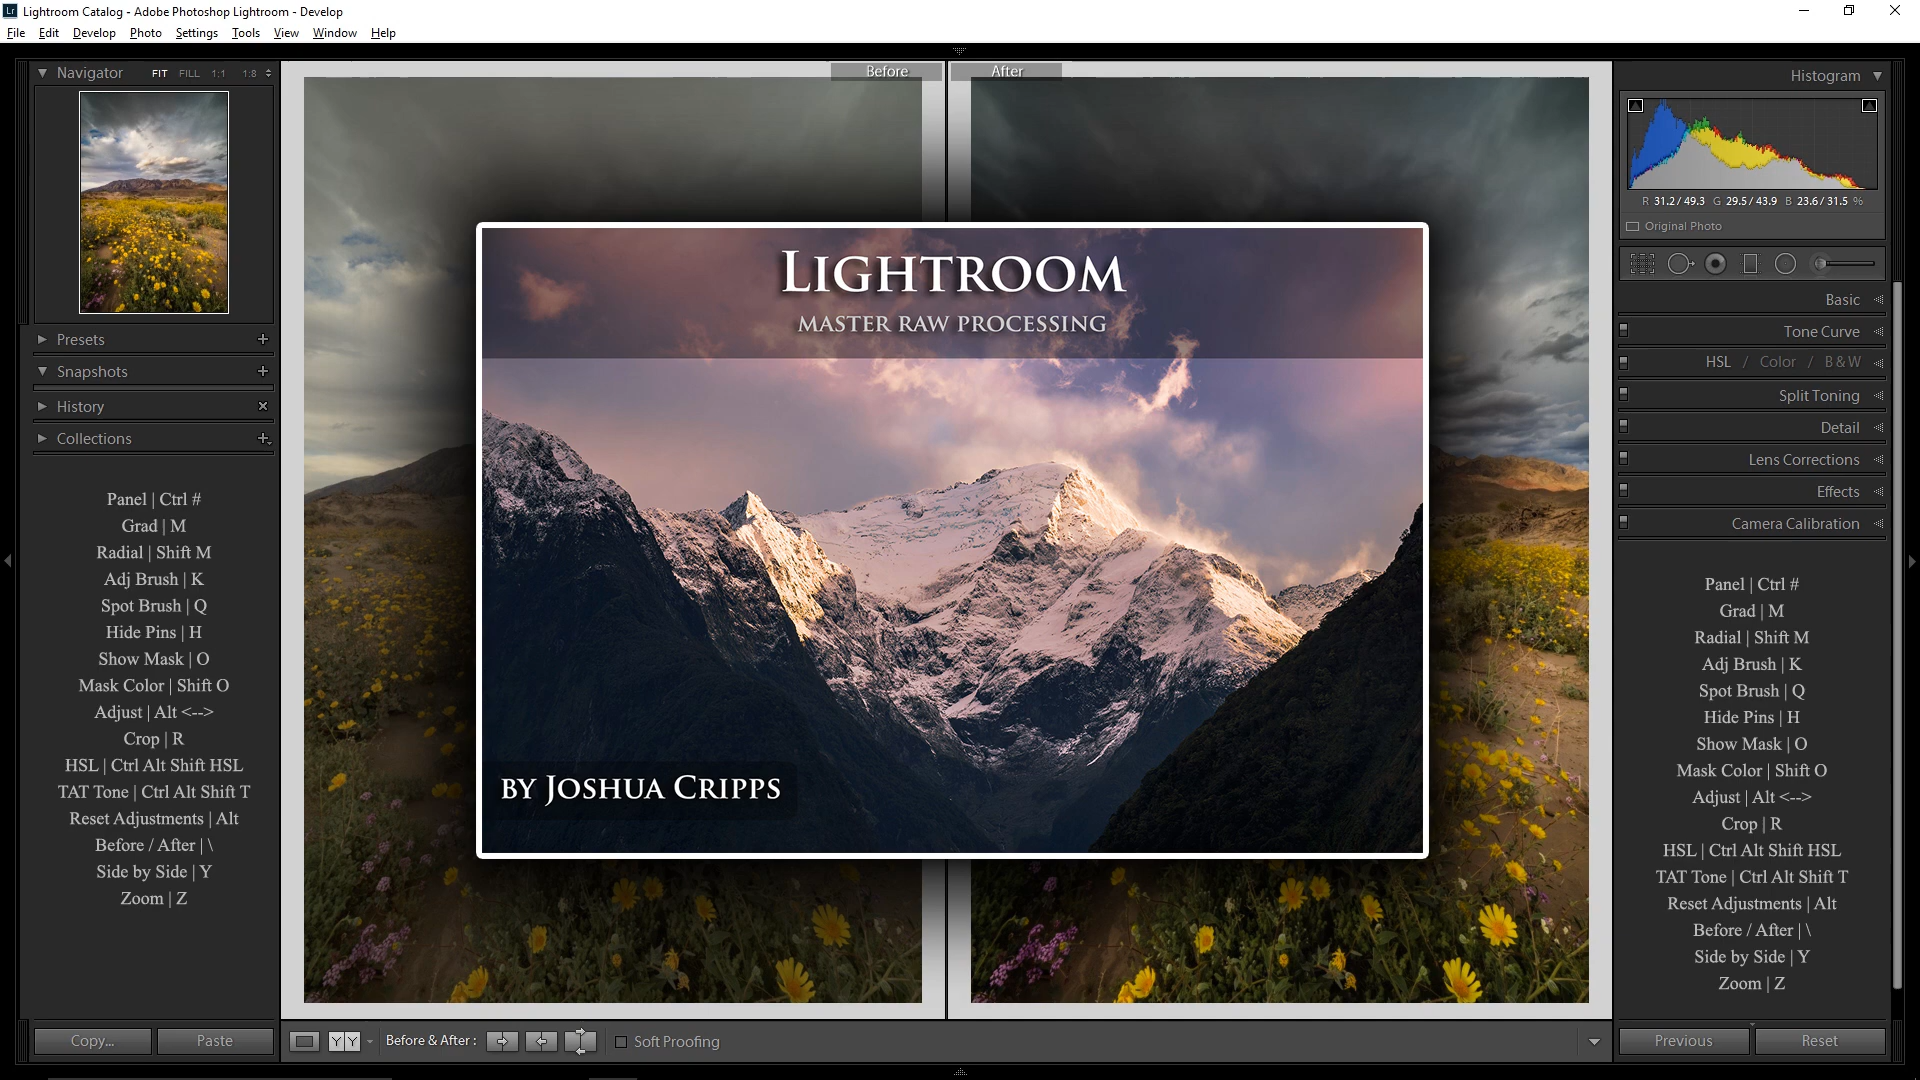 Lr Lightroom Catalog - Adobe Photoshop Lightroom - Develop
File Edit Develop Photo Settings Tools View Window Help
Navigator FIT FILL 1:1 1:8
Presets
Snapshots
History
Collections
Panel | Ctrl #
Grad | M
Radial | Shift M
Adj Brush | K
Spot Brush | Q
Hide Pins | H
Show Mask | O
Mask Color | Shift O
Adjust | Alt <-->
Crop | R
HSL | Ctrl Alt Shift HSL
TAT Tone | Ctrl Alt Shift T
Reset Adjustments | Alt
Before / After | \
Side by Side | Y
Zoom | Z
Copy... Paste
Before After
LIGHTROOM
MASTER RAW PROCESSING
BY JOSHUA CRIPPS
YY Before & After : Soft Proofing
Histogram
R 31.2 / 49.3 G 29.5 / 43.9 B 23.6 / 31.5 %
Original Photo
Basic
Tone Curve
HSL / Color / B & W
Split Toning
Detail
Lens Corrections
Effects
Camera Calibration
Panel | Ctrl #
Grad | M
Radial | Shift M
Adj Brush | K
Spot Brush | Q
Hide Pins | H
Show Mask | O
Mask Color | Shift O
Adjust | Alt <-->
Crop | R
HSL | Ctrl Alt Shift HSL
TAT Tone | Ctrl Alt Shift T
Reset Adjustments | Alt
Before / After | \
Side by Side | Y
Zoom | Z
Previous Reset